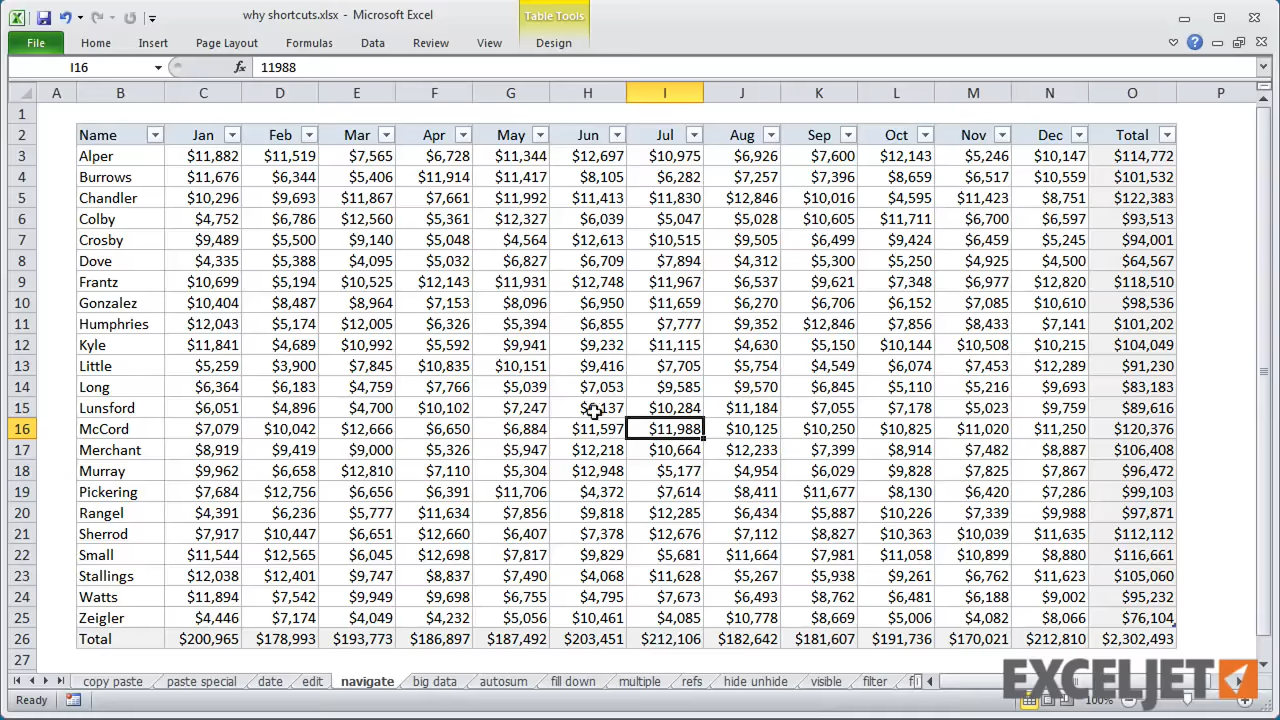 why shortcuts.xlsx - Microsoft Excel
Table Tools
File Home Insert Page Layout Formulas Data Review View Design
I16 fx 11988
A B C D E F G H I J K L M N O P
1
2 Name Jan Feb Mar Apr May Jun Jul Aug Sep Oct Nov Dec Total
3 Alper $11,882 $11,519 $7,565 $6,728 $11,344 $12,697 $10,975 $6,926 $7,600 $12,143 $5,246 $10,147 $114,772
4 Burrows $11,676 $6,344 $5,406 $11,914 $11,417 $8,105 $6,282 $7,257 $7,396 $8,659 $6,517 $10,559 $101,532
5 Chandler $10,296 $9,693 $11,867 $7,661 $11,992 $11,413 $11,830 $12,846 $10,016 $4,595 $11,423 $8,751 $122,383
6 Colby $4,752 $6,786 $12,560 $5,361 $12,327 $6,039 $5,047 $5,028 $10,605 $11,711 $6,700 $6,597 $93,513
7 Crosby $9,489 $5,500 $9,140 $5,048 $4,564 $12,613 $10,515 $9,505 $6,499 $9,424 $6,459 $5,245 $94,001
8 Dove $4,335 $5,388 $4,095 $5,032 $6,827 $6,709 $7,894 $4,312 $5,300 $5,250 $4,925 $4,500 $64,567
9 Frantz $10,699 $5,194 $10,525 $12,143 $11,931 $12,748 $11,967 $6,537 $9,621 $7,348 $6,977 $12,820 $118,510
10 Gonzalez $10,404 $8,487 $8,964 $7,153 $8,096 $6,950 $11,659 $6,270 $6,706 $6,152 $7,085 $10,610 $98,536
11 Humphries $12,043 $5,174 $12,005 $6,326 $5,394 $6,855 $7,777 $9,352 $12,846 $7,856 $8,433 $7,141 $101,202
12 Kyle $11,841 $4,689 $10,992 $5,592 $9,941 $9,232 $11,115 $4,630 $5,150 $10,144 $10,508 $10,215 $104,049
13 Little $5,259 $3,900 $7,845 $10,835 $10,151 $9,416 $7,705 $5,754 $4,549 $6,074 $7,453 $12,289 $91,230
14 Long $6,364 $6,183 $4,759 $7,766 $5,039 $7,053 $9,585 $9,570 $6,845 $5,110 $5,216 $9,693 $83,183
15 Lunsford $6,051 $4,896 $4,700 $10,102 $7,247 $10,284 $11,184 $7,055 $7,178 $5,023 $9,759 $89,616
16 McCord $7,079 $10,042 $12,666 $6,650 $6,884 $11,597 $11,988 $10,125 $10,250 $10,825 $11,020 $11,250 $120,376
17 Merchant $8,919 $9,419 $9,000 $5,326 $5,947 $12,218 $10,664 $12,233 $7,399 $8,914 $7,482 $8,887 $106,408
18 Murray $9,962 $6,658 $12,810 $7,110 $5,304 $12,948 $5,177 $4,954 $6,029 $9,828 $7,825 $7,867 $96,472
19 Pickering $7,684 $12,756 $6,656 $6,391 $11,706 $4,372 $7,614 $8,411 $11,677 $8,130 $6,420 $7,286 $99,103
20 Rangel $4,391 $6,236 $5,777 $11,634 $7,856 $9,818 $12,285 $6,434 $5,887 $10,226 $7,339 $9,988 $97,871
21 Sherrod $7,917 $10,447 $6,651 $12,660 $6,407 $7,378 $12,676 $7,112 $8,827 $10,363 $10,039 $11,635 $112,112
22 Small $11,544 $12,565 $6,045 $12,698 $7,817 $9,829 $5,681 $11,664 $7,981 $11,058 $10,899 $8,880 $116,661
23 Stallings $12,038 $12,401 $9,747 $8,837 $7,490 $4,068 $11,628 $5,267 $5,938 $9,261 $6,762 $11,623 $105,060
24 Watts $11,894 $7,542 $9,949 $9,698 $6,755 $4,795 $7,673 $6,493 $8,762 $6,481 $6,188 $9,002 $95,232
25 Zeigler $4,446 $7,174 $4,049 $4,232 $5,056 $10,461 $4,085 $10,778 $8,669 $5,006 $4,082 $8,066 $76,104
26 Total $200,965 $178,993 $193,773 $186,897 $187,492 $203,451 $212,106 $182,642 $181,607 $191,736 $170,021 $212,810 $2,302,493
27
copy paste paste special date edit navigate big data autosum fill down multiple refs hide unhide visible filter
EXCELJET
Ready 100%